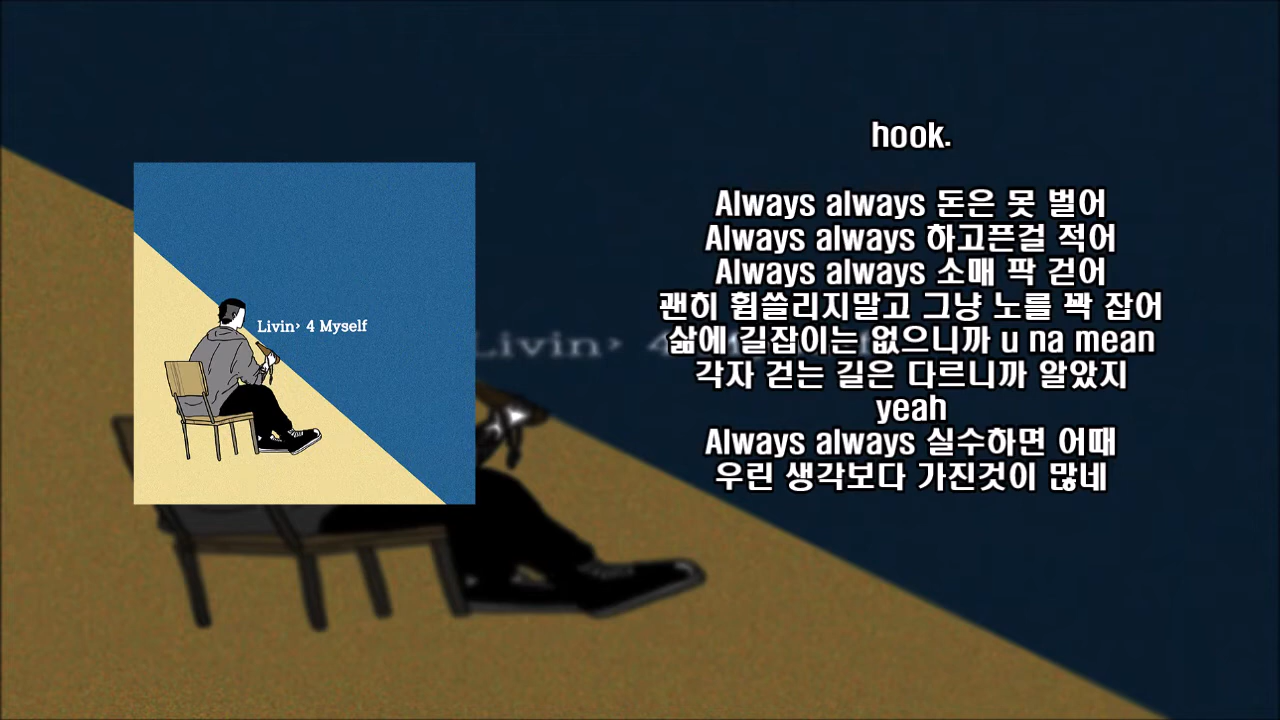 hook.
Always always 돈은 못 벌어
Always always 하고픈걸 적어
Always always 소매 팍 걷어
괜히 휩쓸리지말고 그냥 노를 꽉 잡어
삶에 길잡이는 없으니까 u na mean
각자 걷는 길은 다르니까 알았지
yeah
Always always 실수하면 어때
우린 생각보다 가진것이 많네
Livin› 4 Myself
Livin› 4